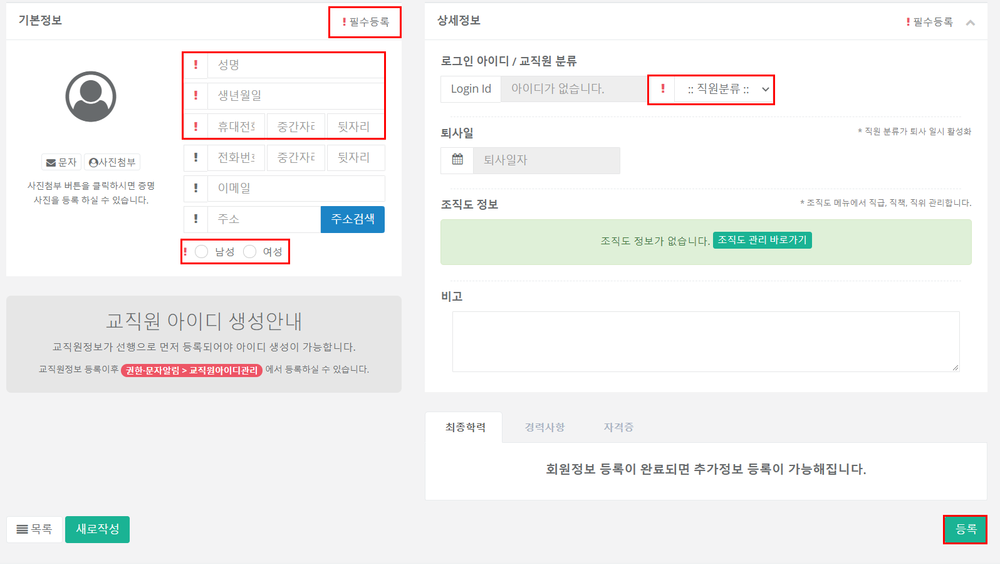 기본정보
! 필수등록
! 성명
! 생년월일
! 휴대전화 중간자리 뒷자리
! 전화번호 중간자리 뒷자리
! 이메일
! 주소 주소검색
! 남성 여성
문자 사진첨부
사진첨부 버튼을 클릭하시면 증명
사진을 등록 하실 수 있습니다.
교직원 아이디 생성안내
교직원정보가 선행으로 먼저 등록되어야 아이디 생성이 가능합니다.
교직원정보 등록이후 권한·문자알림 > 교직원아이디관리 에서 등록하실 수 있습니다.
상세정보
! 필수등록
로그인 아이디 / 교직원 분류
Login Id 아이디가 없습니다. ! :: 직원분류 ::
퇴사일
* 직원 분류가 퇴사 일시 활성화
퇴사일자
조직도 정보
* 조직도 메뉴에서 직급, 직책, 직위 관리합니다.
조직도 정보가 없습니다. 조직도 관리 바로가기
비고
최종학력 경력사항 자격증
회원정보 등록이 완료되면 추가정보 등록이 가능해집니다.
목록 새로작성
등록